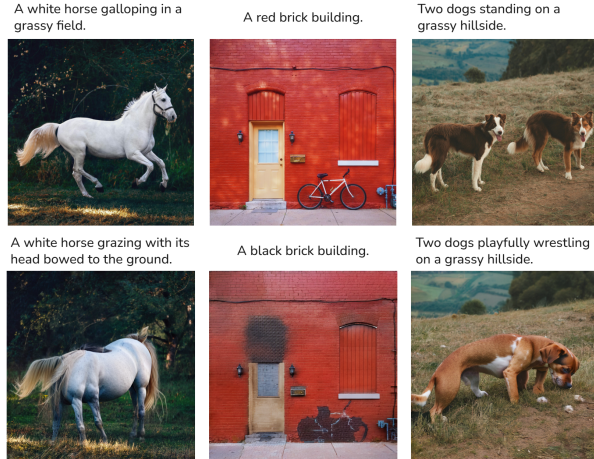 A white horse galloping in a
grassy field.
A red brick building.
Two dogs standing on a
grassy hillside.
A white horse grazing with its
head bowed to the ground.
A black brick building.
Two dogs playfully wrestling
on a grassy hillside.